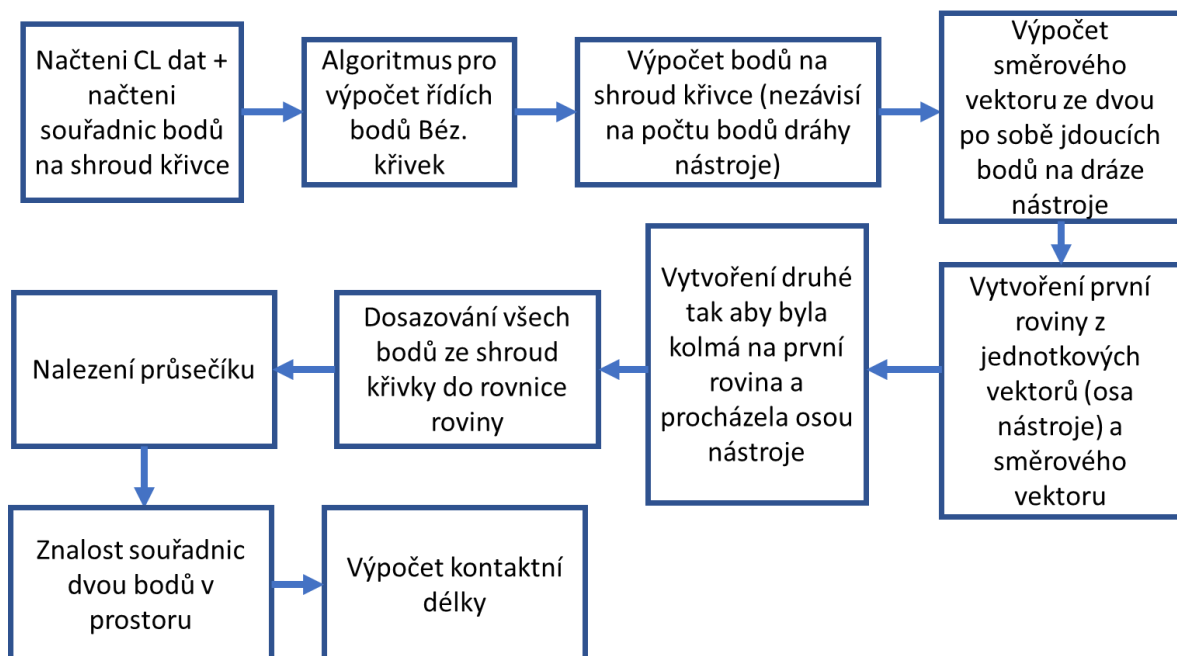 Načteni CL dat +
načteni
souřadnic bodů
na shroud křivce
Algoritmus pro
výpočet řídích
bodů Béz.
křivek
Výpočet bodů na
shroud křivce (nezávisí
na počtu bodů dráhy
nástroje)
Výpočet
směrového
vektoru ze dvou
po sobě jdoucích
bodů na dráze
nástroje
Vytvoření první
roviny z
jednotkových
vektorů (osa
nástroje) a
směrového
vektoru
Vytvoření druhé
tak aby byla
kolmá na první
rovina a
procházela osou
nástroje
Dosazování všech
bodů ze shroud
křivky do rovnice
roviny
Nalezení průsečíku
Znalost souřadnic
dvou bodů v
prostoru
Výpočet kontaktní
délky